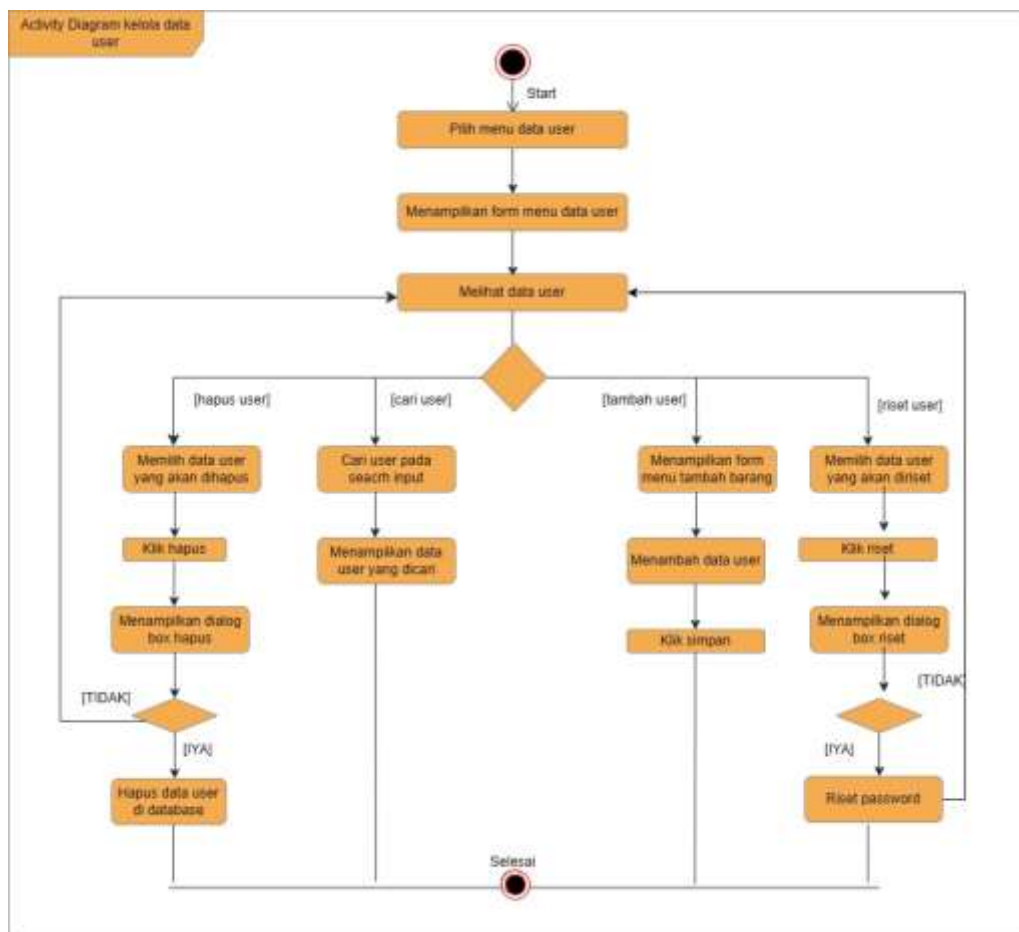 Activity Diagram kelola data
user
Start
Pilih menu data user
Menampilkan form menu data user
Melihat data user
[hapus user]
[cari user]
[tambah user]
[riset user]
Memilih data user
yang akan dihapus
Cari user pada
seacrn input
Menampilkan form
menu tambah barang
Memilih data user
yang akan diriset
Klik hapus
Menampilkan data
user yang dicari
Menambah data user
Klik riset
Menampilkan dialog
box hapus
Klik simpan
Menampilkan dialog
box riset
[TIDAK]
[TIDAK]
[IYA]
[IYA]
Hapus data user
di database
Riset password
Selesai